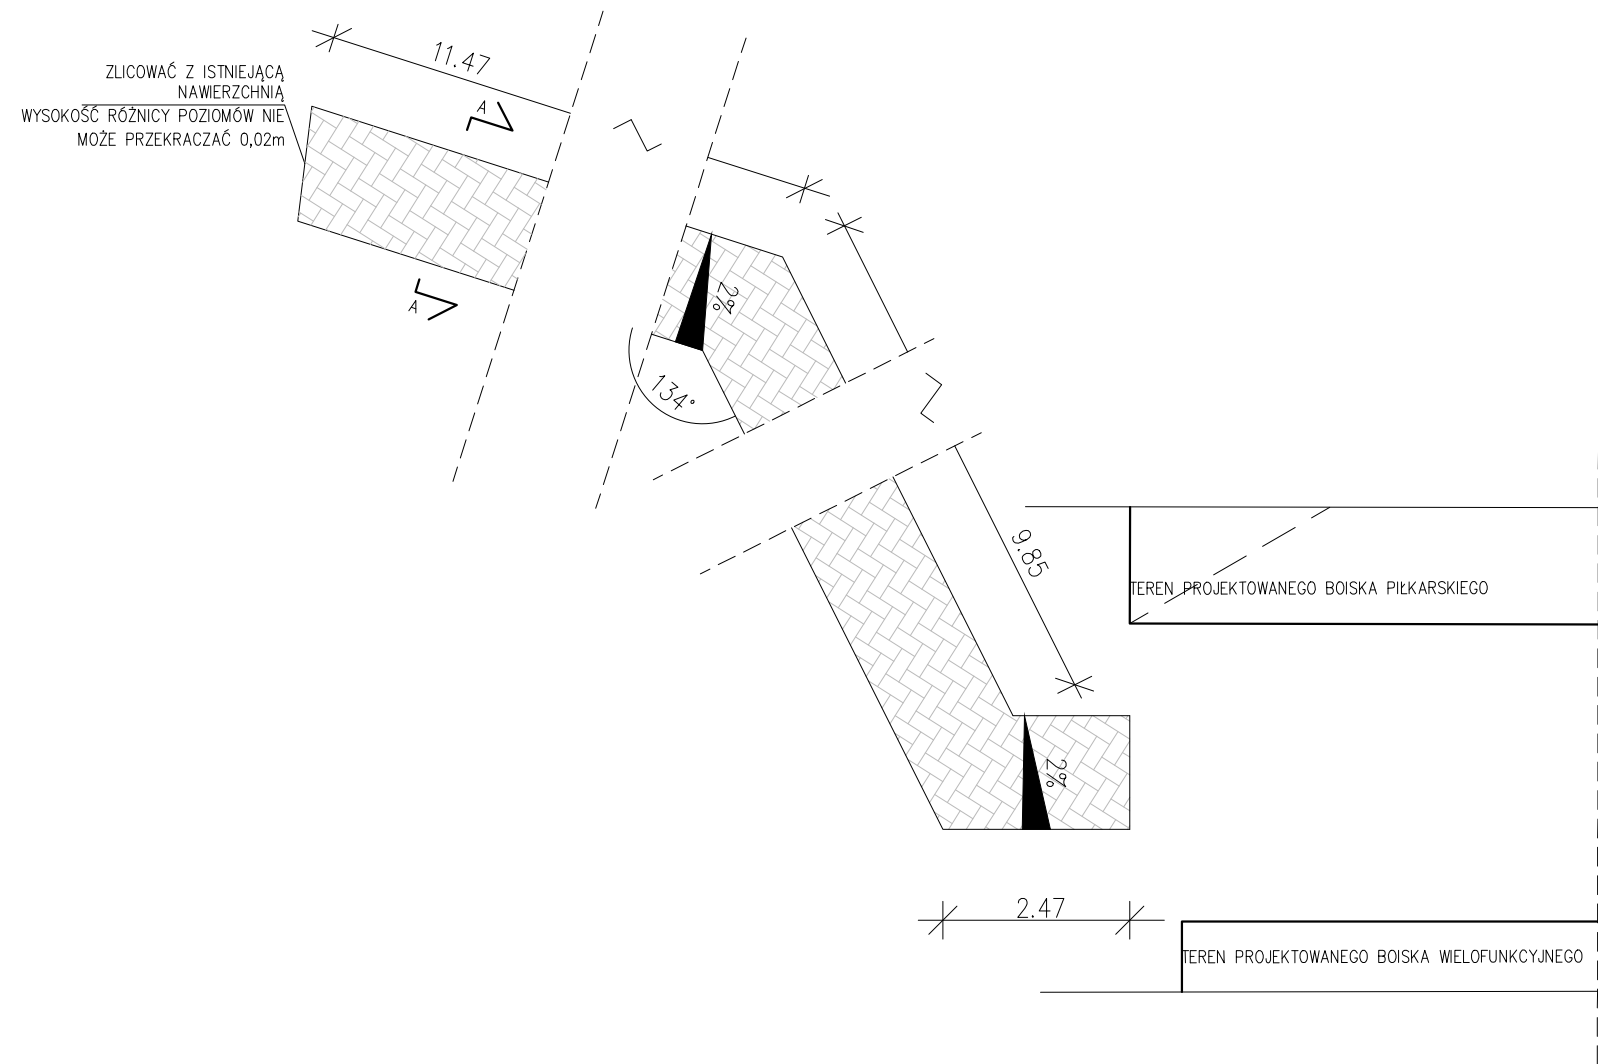 11.47
ZLICOWAĆ Z ISTNIEJĄCĄ
NAWIERZCHNIĄ
WYSOKOŚĆ RÓŻNICY POZIOMÓW NIE
MOŻE PRZEKRACZAĆ 0,02m
A
A
2%
134°
9.85
TEREN PROJEKTOWANEGO BOISKA PIŁKARSKIEGO
2%
2.47
TEREN PROJEKTOWANEGO BOISKA WIELOFUNKCYJNEGO